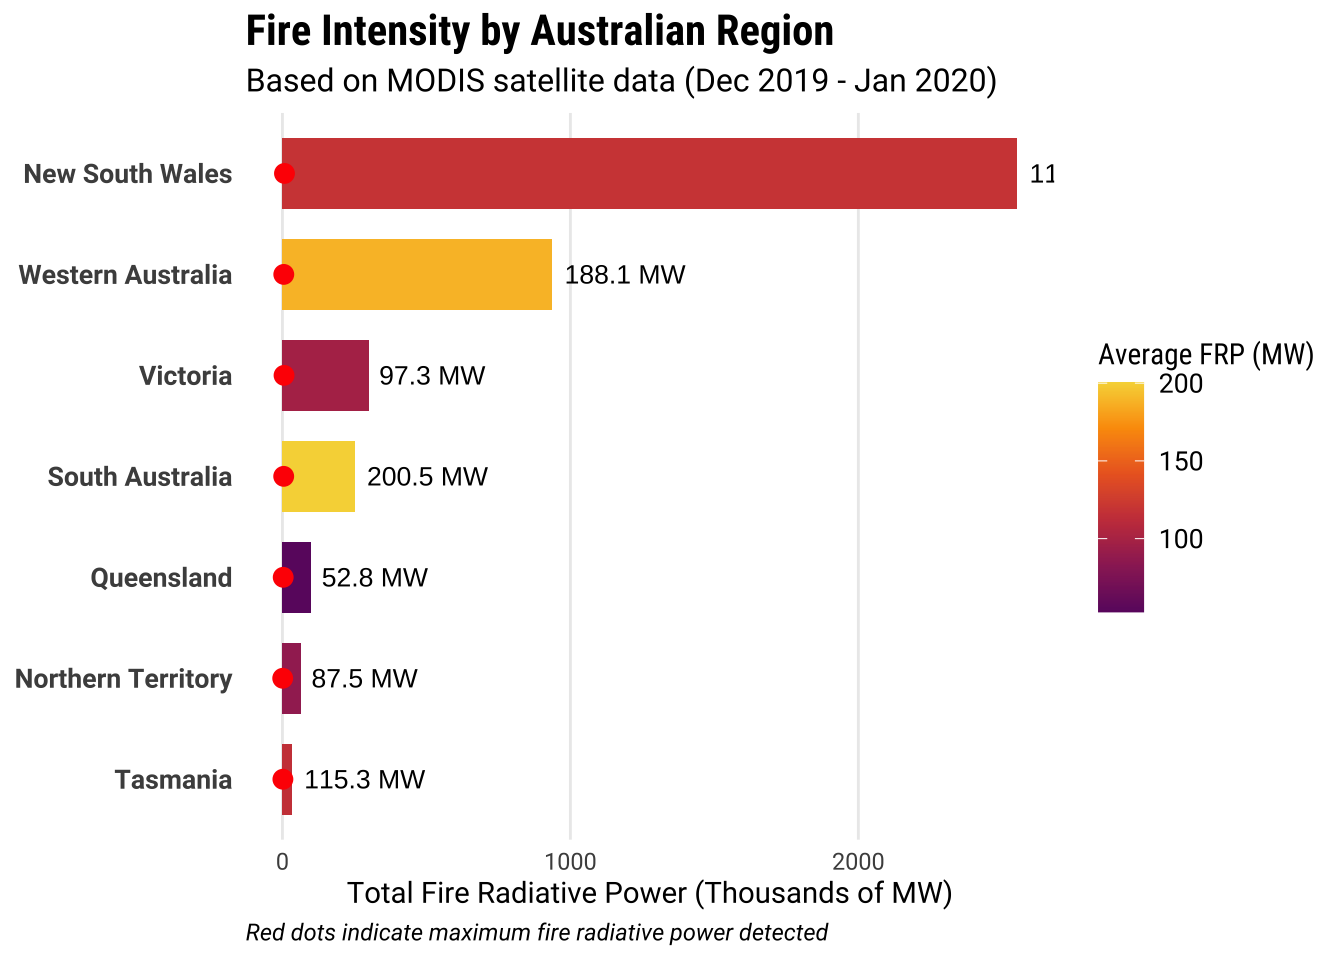 Fire Intensity by Australian Region
Based on MODIS satellite data (Dec 2019 - Jan 2020)
New South Wales
11
Western Australia
188.1 MW
Victoria
97.3 MW
South Australia
200.5 MW
Queensland
52.8 MW
Northern Territory
87.5 MW
Tasmania
115.3 MW
0
1000
2000
Total Fire Radiative Power (Thousands of MW)
Red dots indicate maximum fire radiative power detected
Average FRP (MW)
200
150
100